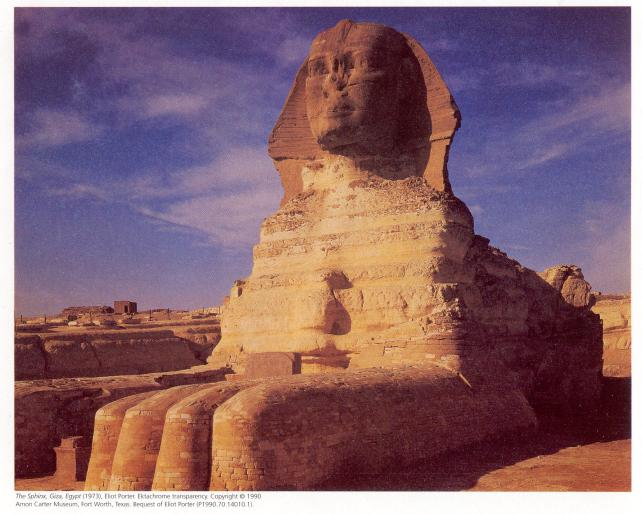 The Sphinx, Giza, Egypt (1973), Eliot Porter. Ektachrome transparency. Copyright © 1990
Amon Carter Museum, Fort Worth, Texas. Bequest of Eliot Porter (P1990.70.14010.1).